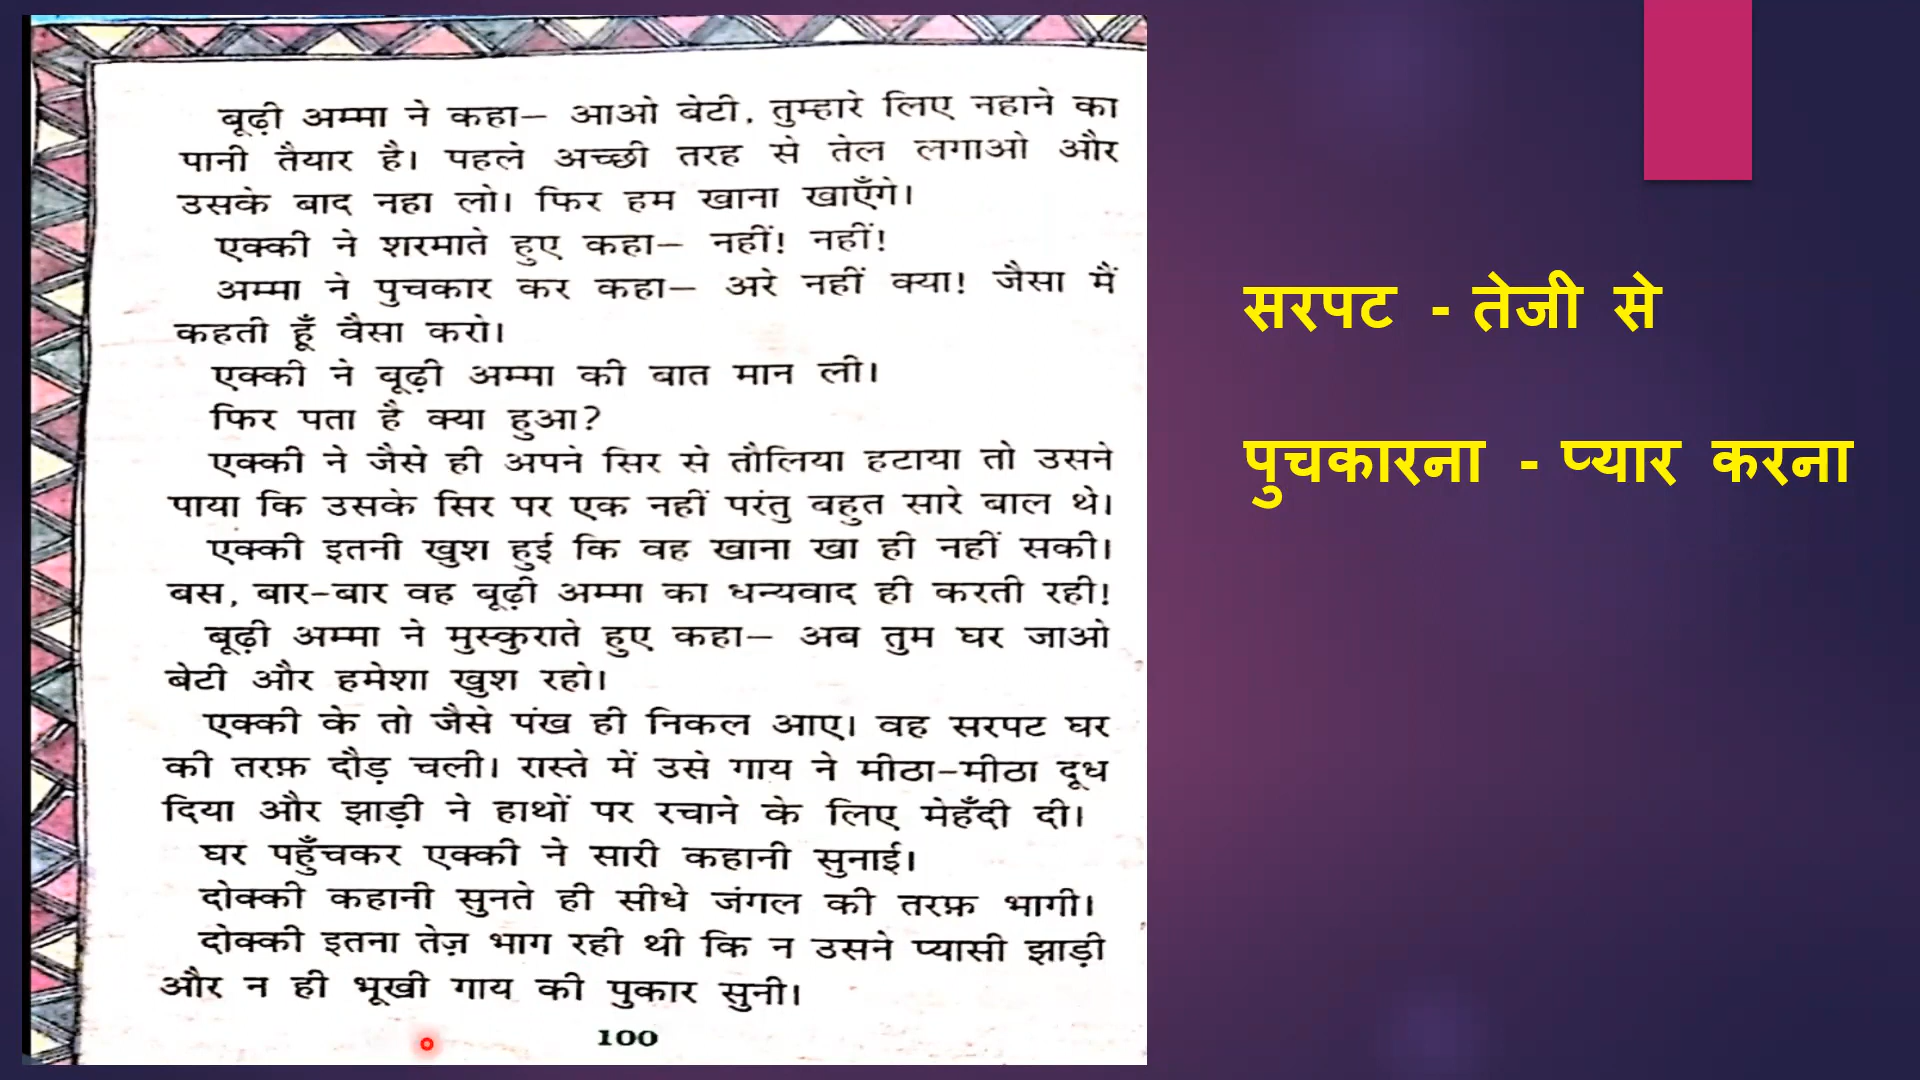 बूढ़ी अम्मा ने कहा– आओ बेटी, तुम्हारे लिए नहाने का
पानी तैयार है। पहले अच्छी तरह से तेल लगाओ और
उसके बाद नहा लो। फिर हम खाना खाएँगे।
एक्की ने शरमाते हुए कहा– नहीं! नहीं!
अम्मा ने पुचकार कर कहा– अरे नहीं क्या! जैसा मैं
कहती हूँ वैसा करो।
एक्की ने बूढ़ी अम्मा की बात मान ली।
फिर पता है क्या हुआ?
एक्की ने जैसे ही अपने सिर से तौलिया हटाया तो उसने
पाया कि उसके सिर पर एक नहीं परंतु बहुत सारे बाल थे।
एक्की इतनी खुश हुई कि वह खाना खा ही नहीं सकी।
बस, बार-बार वह बूढ़ी अम्मा का धन्यवाद ही करती रही!
बूढ़ी अम्मा ने मुस्कुराते हुए कहा– अब तुम घर जाओ
बेटी और हमेशा खुश रहो।
एक्की के तो जैसे पंख ही निकल आए। वह सरपट घर
की तरफ़ दौड़ चली। रास्ते में उसे गाय ने मीठा-मीठा दूध
दिया और झाड़ी ने हाथों पर रचाने के लिए मेहँदी दी।
घर पहुँचकर एक्की ने सारी कहानी सुनाई।
दोक्की कहानी सुनते ही सीधे जंगल की तरफ़ भागी।
दोक्की इतना तेज़ भाग रही थी कि न उसने प्यासी झाड़ी
और न ही भूखी गाय की पुकार सुनी।
100
सरपट - तेजी से
पुचकारना - प्यार करना